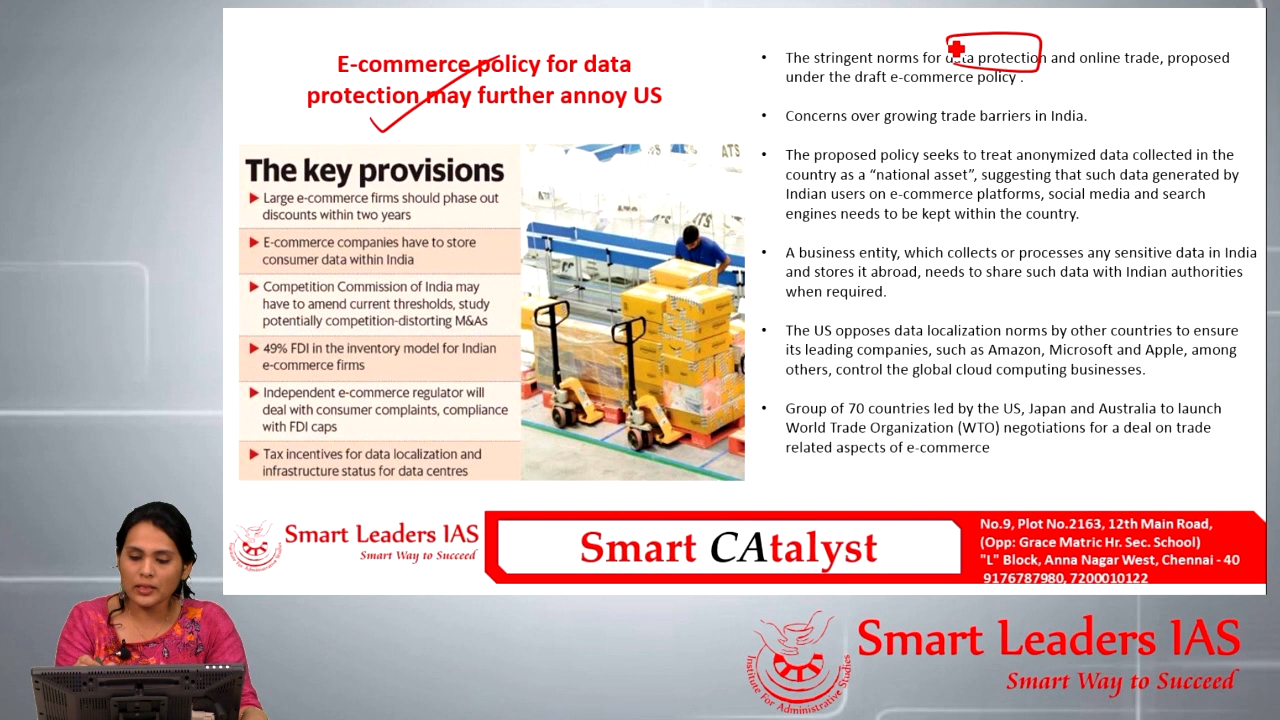 E-commerce policy for data
protection may further annoy US
The key provisions
Large e-commerce firms should phase out
discounts within two years
E-commerce companies have to store
consumer data within India
Competition Commission of India may
have to amend current thresholds, study
potentially competition-distorting M&As
49% FDI in the inventory model for Indian
e-commerce firms
Independent e-commerce regulator will
deal with consumer complaints, compliance
with FDI caps
Tax incentives for data localization and
infrastructure status for data centres
ATS
• The stringent norms for data protection and online trade, proposed
under the draft e-commerce policy .
• Concerns over growing trade barriers in India.
• The proposed policy seeks to treat anonymized data collected in the
country as a “national asset”, suggesting that such data generated by
Indian users on e-commerce platforms, social media and search
engines needs to be kept within the country.
• A business entity, which collects or processes any sensitive data in India
and stores it abroad, needs to share such data with Indian authorities
when required.
• The US opposes data localization norms by other countries to ensure
its leading companies, such as Amazon, Microsoft and Apple, among
others, control the global cloud computing businesses.
• Group of 70 countries led by the US, Japan and Australia to launch
World Trade Organization (WTO) negotiations for a deal on trade
related aspects of e-commerce
Smart Leaders IAS
Smart Way to Succeed
Smart CAtalyst
No.9, Plot No.2163, 12th Main Road,
(Opp: Grace Matric Hr. Sec. School)
"L" Block, Anna Nagar West, Chennai - 40
9176787980, 7200010122
Institute For Administrative Studies
Smart Leaders IAS
Smart Way to Succeed